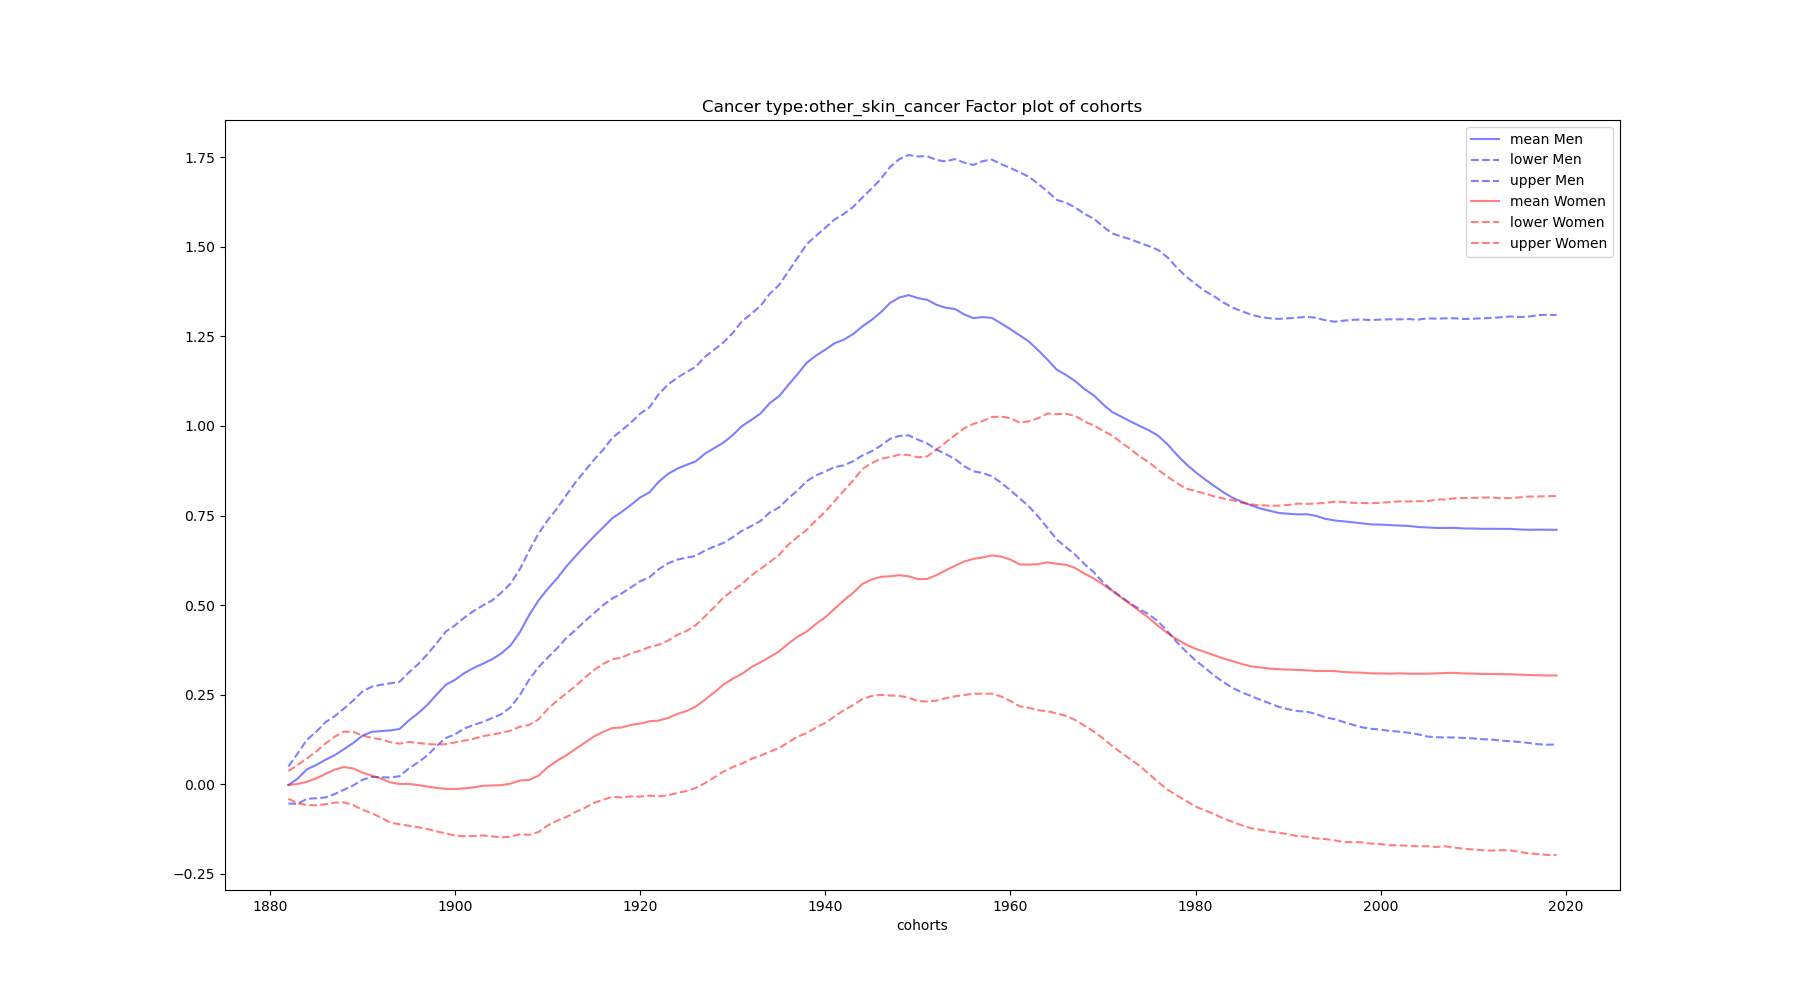 Cancer type:other_skin_cancer Factor plot of cohorts
mean Men
lower Men
upper Men
mean Women
lower Women
upper Women
1.75
1.50
1.25
1.00
0.75
0.50
0.25
0.00
−0.25
1880 1900 1920 1940 1960 1980 2000 2020
cohorts